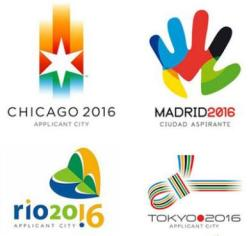 CHICAGO 2016
APPLICANT CITY
MADRID2016
CIUDAD ASPIRANTE
rio2016
APPLICANT CITY
TOKYO2016
APPLICANT CITY